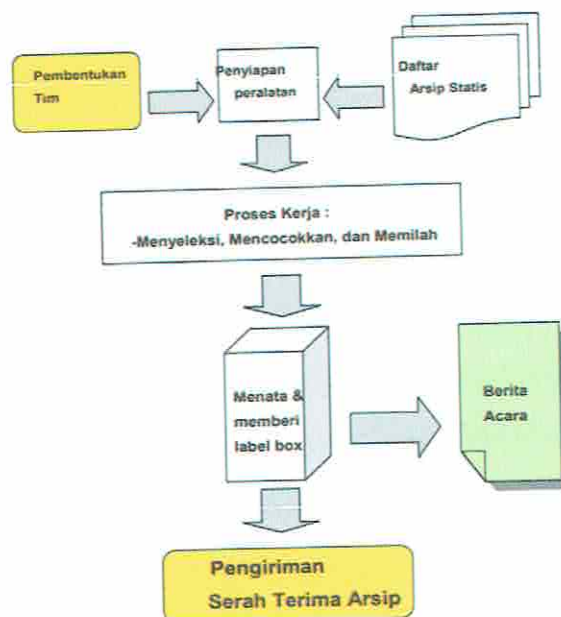 Pembentukan
Tim
Penyiapan
peralatan
Daftar
Arsip Statis
Proses Kerja :
-Menyeleksi, Mencocokkan, dan Memilah
Menata &
memberi
label box
Berita
Acara
Pengiriman
Serah Terima Arsip